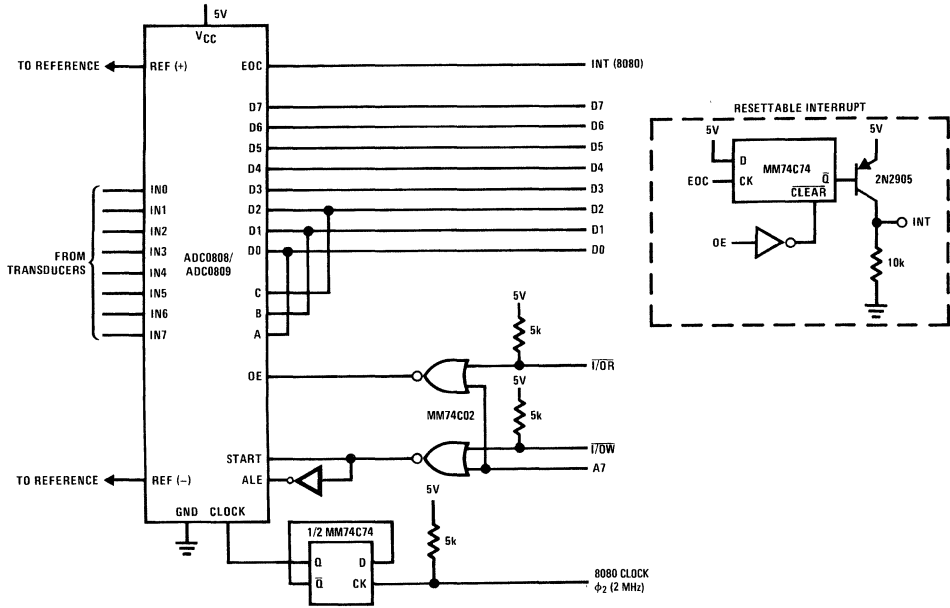 5V
VCC
TO REFERENCE
REF (+)
EOC
INT (8080)
D7
D7
D6
D6
D5
D5
D4
D4
D3
D3
D2
D2
D1
D1
D0
D0
IN0
IN1
IN2
IN3
IN4
IN5
IN6
IN7
FROM
TRANSDUCERS
ADC0808/
ADC0809
C
B
A
OE
5V
5k
I/OR
MM74C02
5V
5k
I/OW
A7
START
ALE
TO REFERENCE
REF (−)
GND
CLOCK
1/2 MM74C74
Q
D
Q
CK
5V
5k
8080 CLOCK
ϕ2 (2 MHz)
RESETTABLE INTERRUPT
5V
D
MM74C74
EOC
CK
Q
CLEAR
5V
2N2905
OE
INT
10k